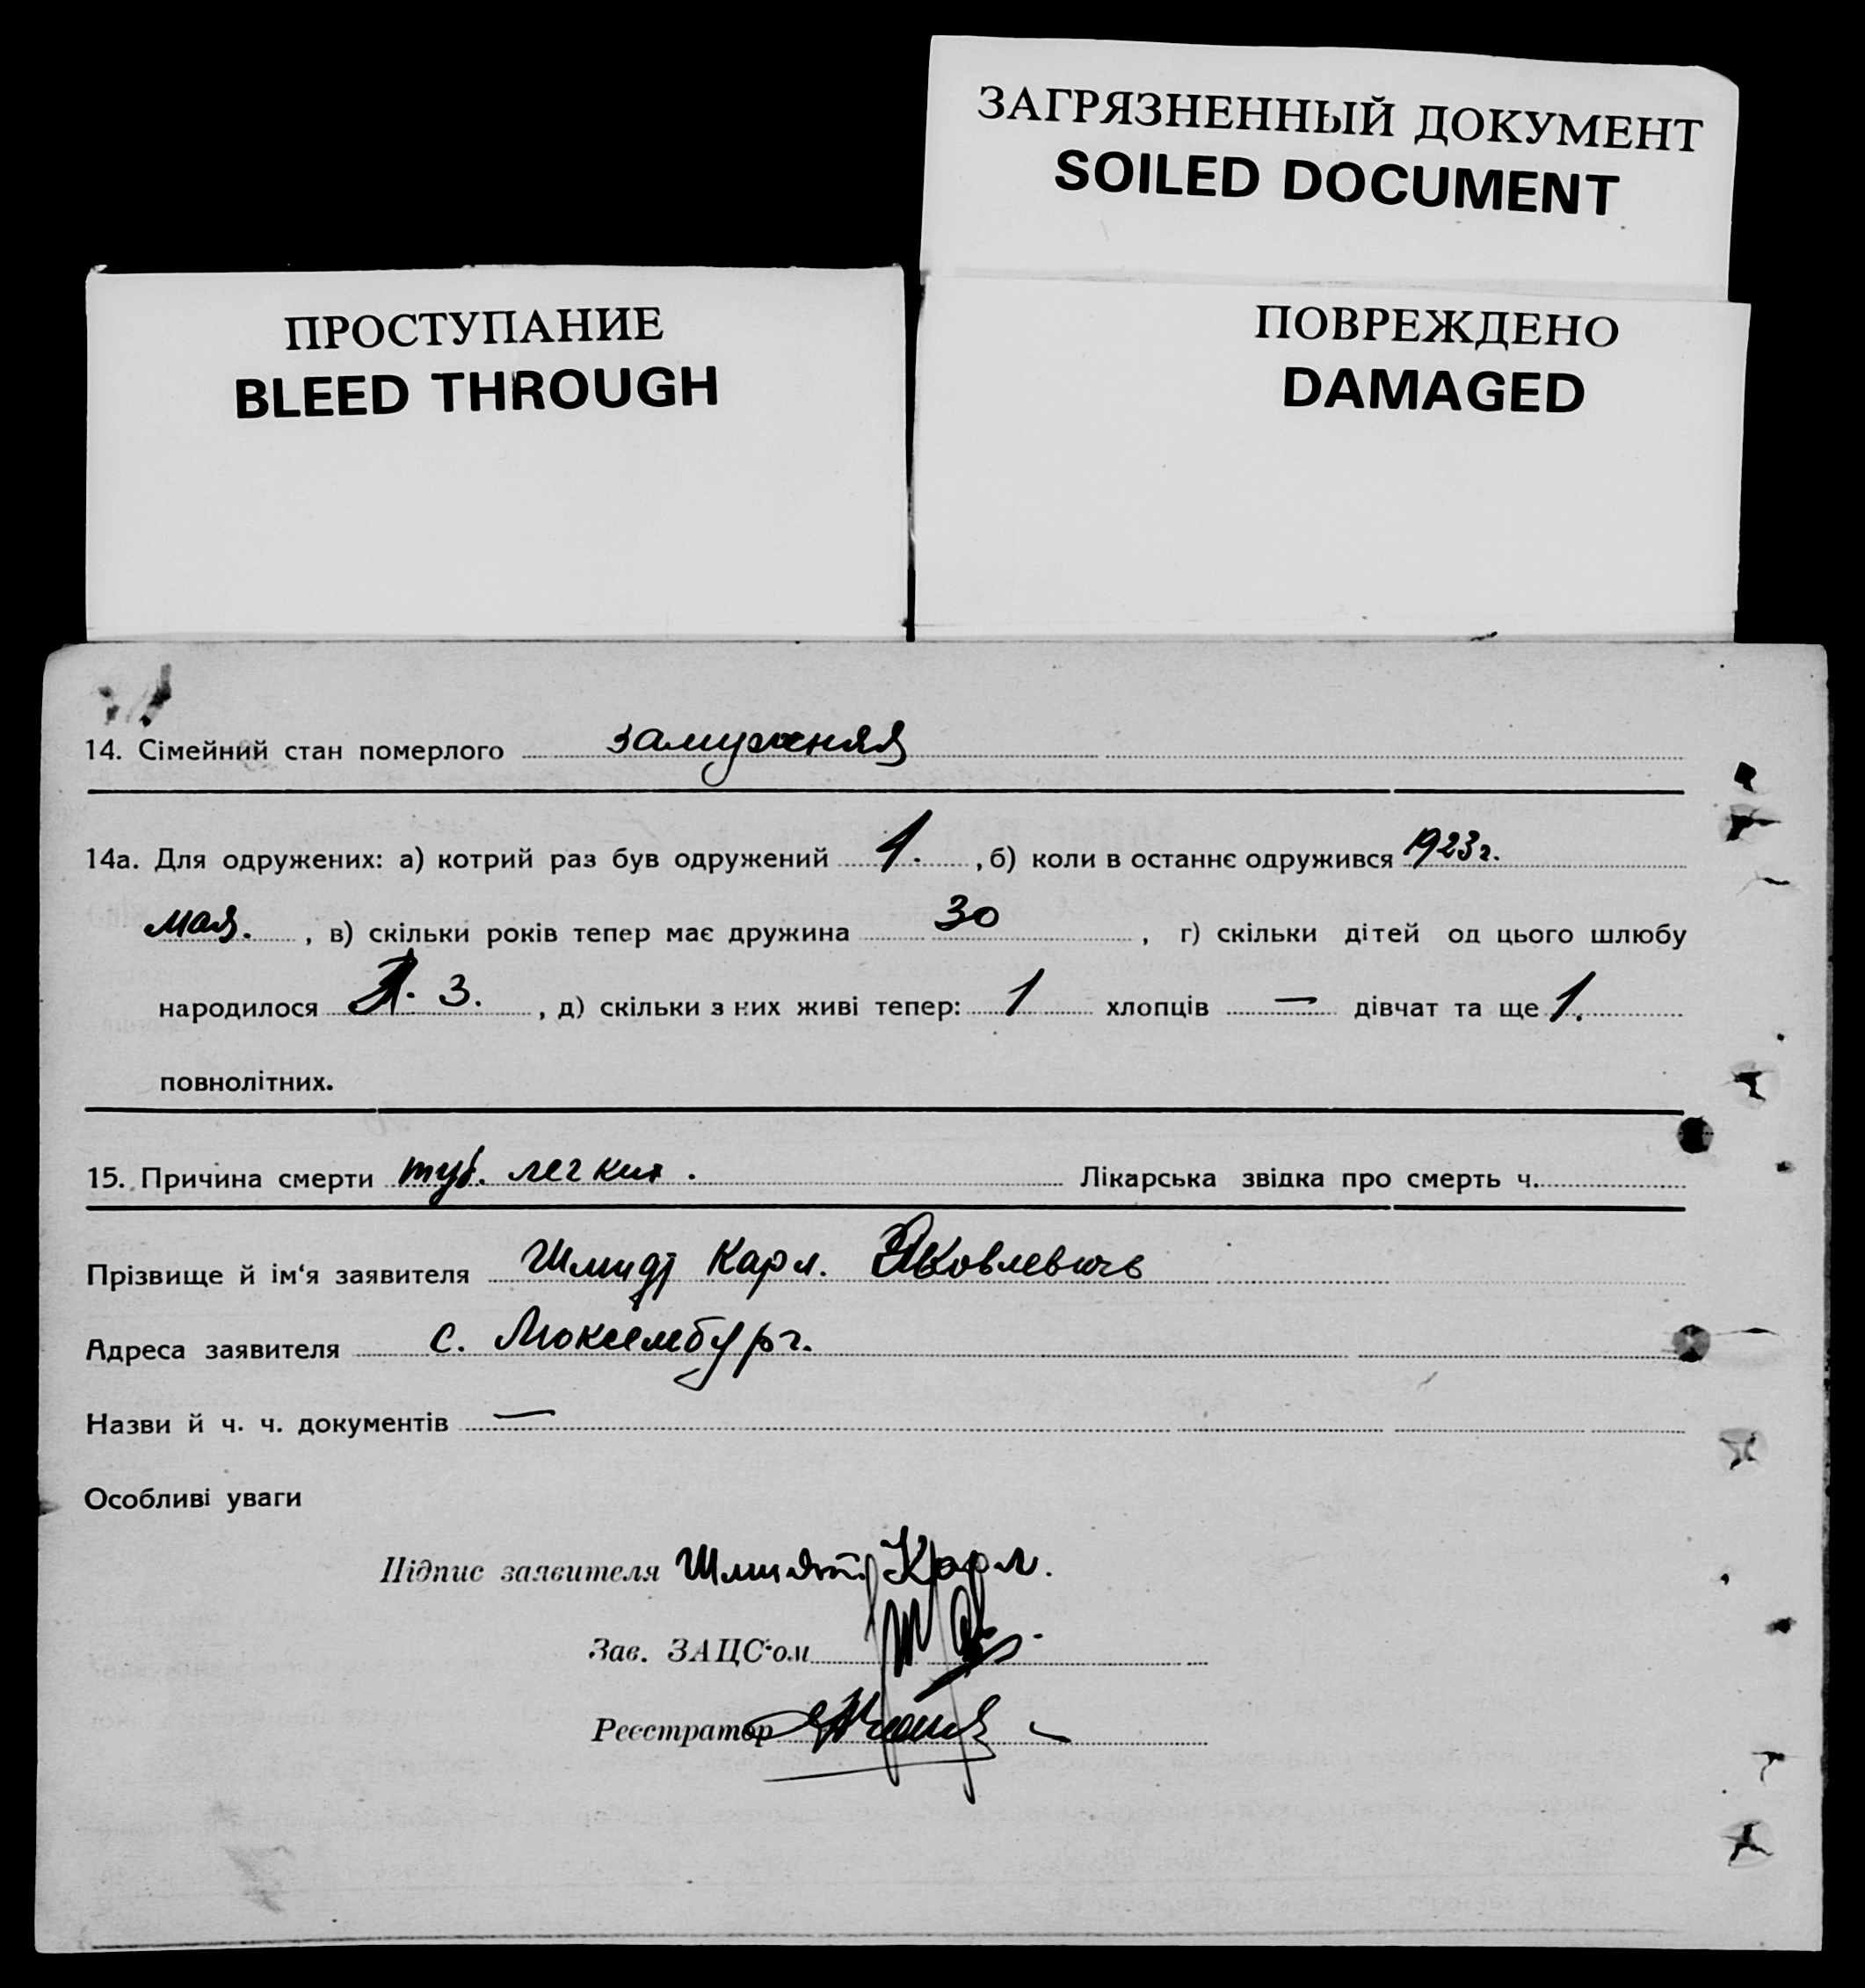 ЗАГРЯЗНЕННЫЙ ДОКУМЕНТ
SOILED DOCUMENT
ПРОСТУПАНИЕ
BLEED THROUGH
ПОВРЕЖДЕНО
DAMAGED
14. Сімейний стан померлого замужняя
14а. Для одружених: а) котрий раз був одружений 1. , б) коли в останнє одружився 1923г.
мая. , в) скільки років тепер має дружина 30 , г) скільки дітей од цього шлюбу
народилося 3. , д) скільки з них живі тепер: 1 хлопців — дівчат та ще 1.
повнолітних.
15. Причина смерти туб. легких. Лікарська звідка про смерть ч.
Прізвище й ім'я заявителя Шмидт Карл. Яковлевичь
Адреса заявителя с. Люксембург.
Назви й ч. ч. документів —
Особливі уваги
Підпис заявителя Шмидт Карл.
Зав. ЗАЦС'ом
Реєстратор